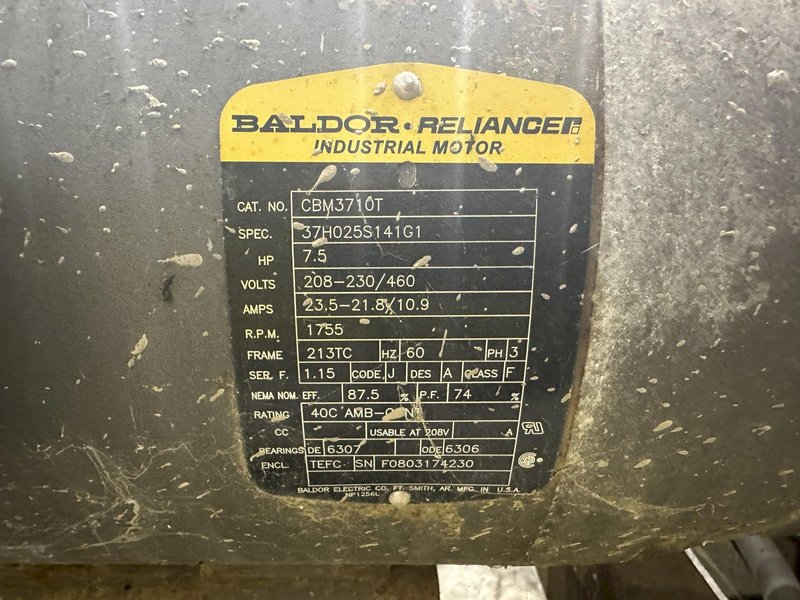 BALDOR • RELIANCE
INDUSTRIAL MOTOR
CAT. NO. CBM3710T
SPEC. 37H025S141G1
HP 7.5
VOLTS 208-230/460
AMPS 23.5-21.8/10.9
R.P.M. 1755
FRAME 213TC HZ 60 PH 3
SER. F. 1.15 CODE J DES A CLASS F
NEMA NOM. EFF. 87.5 % P.F. 74 %
RATING 40C AMB-CONT
CC USABLE AT 208V A
BEARINGS DE 6307 ODE 6306
ENCL. TEFC SN F0803174230
BALDOR ELECTRIC CO. FT. SMITH, AR. MFG. IN U.S.A.
NP1256L